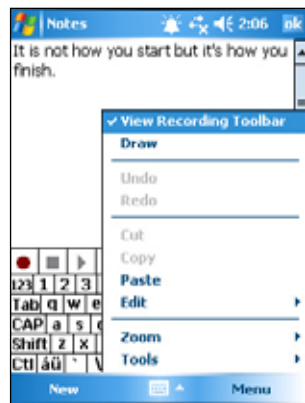 Notes 2:06 ok
It is not how you start but it's how you
finish.
View Recording Toolbar
Draw
Undo
Redo
Cut
Copy
Paste
Edit
Zoom
Tools
123 1 2 3
Tab q w e
CAP a s
Shift z x
Ctl áü `
New Menu